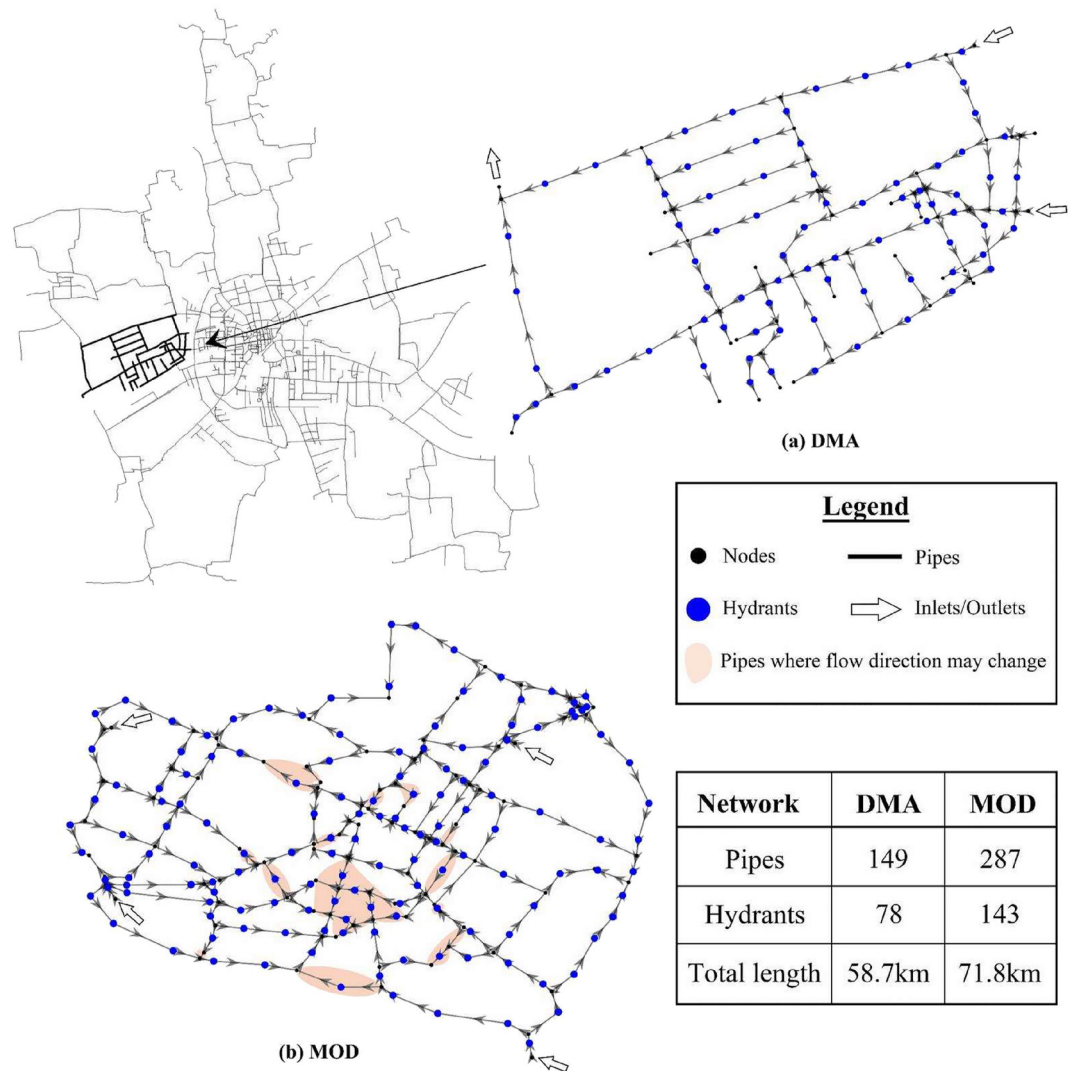 (a) DMA
Legend
Nodes
Pipes
Hydrants
Inlets/Outlets
Pipes where flow direction may change
Network DMA MOD
Pipes 149 287
Hydrants 78 143
Total length 58.7km 71.8km
(b) MOD